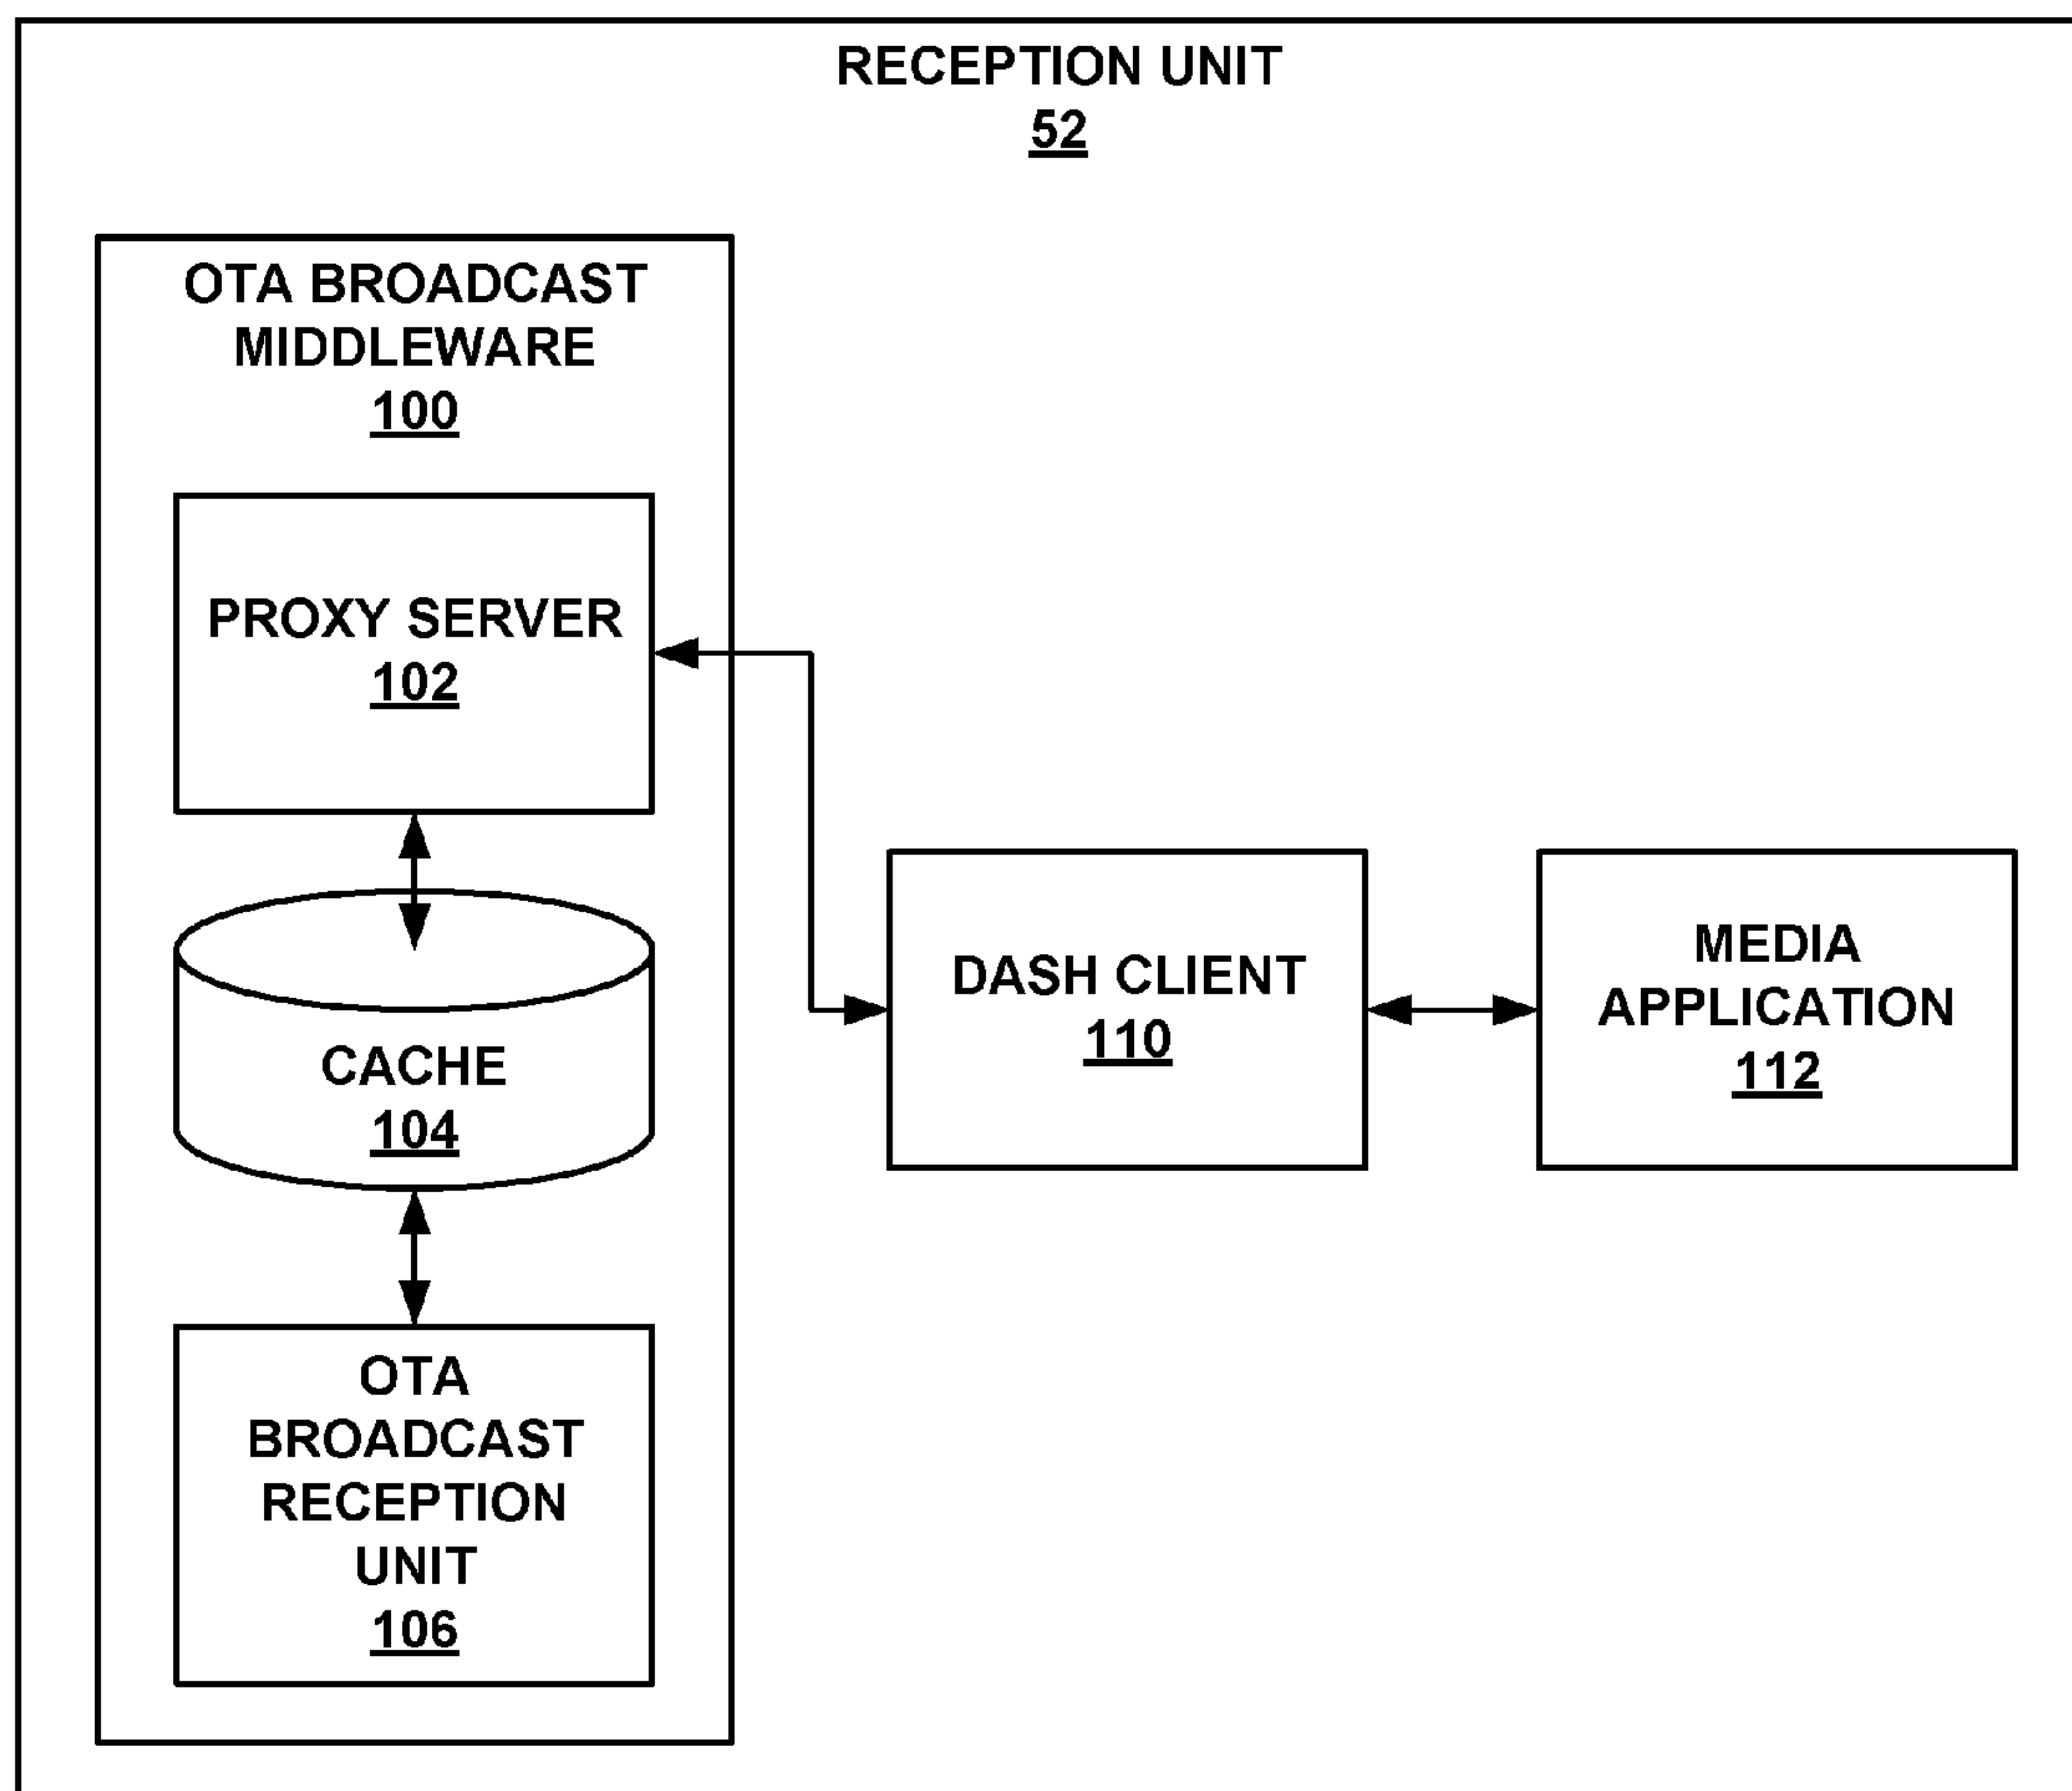 RECEPTION UNIT
52
OTA BROADCAST
MIDDLEWARE
100
PROXY SERVER
102
CACHE
104
OTA
BROADCAST
RECEPTION
UNIT
106
DASH CLIENT
110
MEDIA
APPLICATION
112